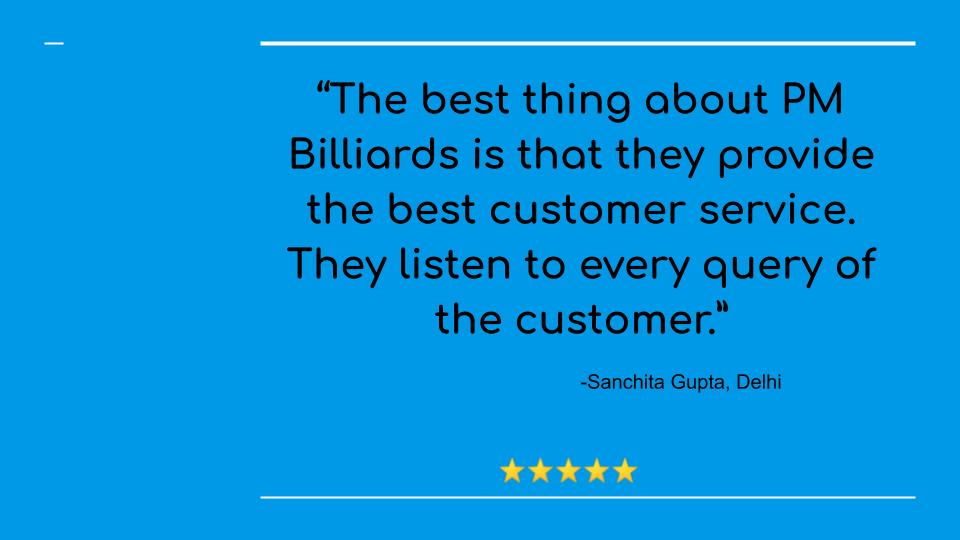 “The best thing about PM
Billiards is that they provide
the best customer service.
They listen to every query of
the customer.”
-Sanchita Gupta, Delhi